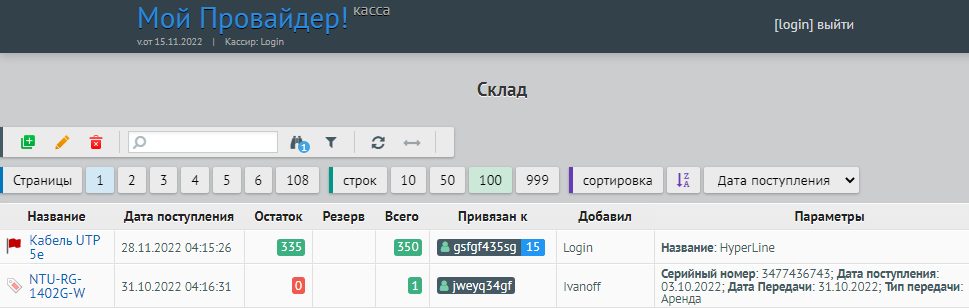 Мой Провайдер! касса
v.от 15.11.2022 | Кассир: Login
[login] выйти
Склад
1
Страницы 1 2 3 4 5 6 108 строк 10 50 100 999 сортировка Дата поступления
Название Дата поступления Остаток Резерв Всего Привязан к Добавил Параметры
Кабель UTP 5e 28.11.2022 04:15:26 335 350 gsfgf435sg 15 Login Название: HyperLine
NTU-RG-1402G-W 31.10.2022 04:16:31 0 1 jweyq34gf Ivanoff Серийный номер: 3477436743; Дата поступления: 03.10.2022; Дата Передачи: 31.10.2022; Тип передачи: Аренда